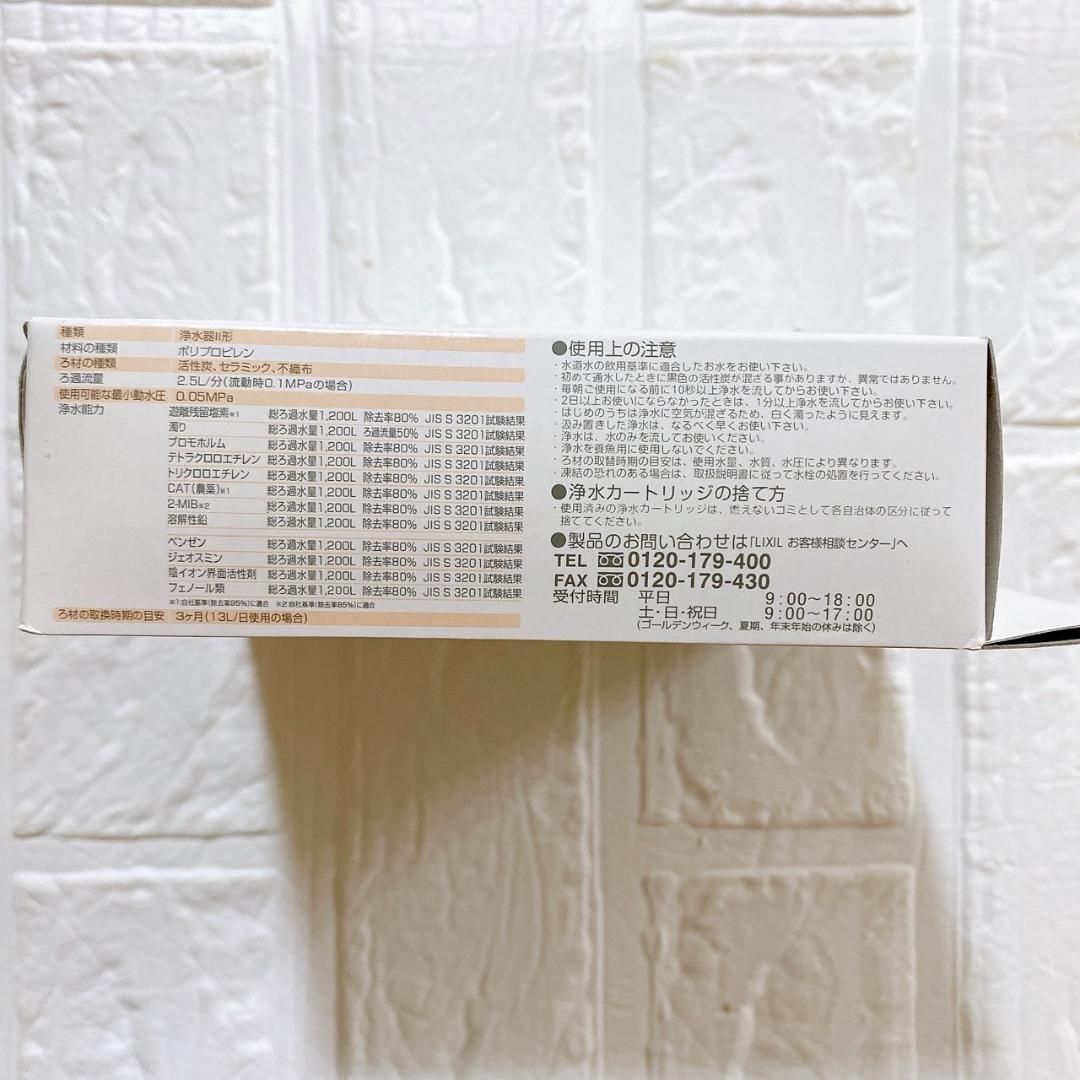 種類 浄水器II形
材料の種類 ポリプロピレン
ろ材の種類 活性炭、セラミック、不織布
ろ過流量 2.5L/分(流動時0.1MPaの場合)
使用可能な最小動水圧 0.05MPa
浄水能力 遊離残留塩素※1 総ろ過水量1,200L 除去率80% JIS S 3201試験結果
濁り 総ろ過水量1,200L ろ過流量50% JIS S 3201試験結果
ブロモホルム 総ろ過水量1,200L 除去率80% JIS S 3201試験結果
テトラクロロエチレン 総ろ過水量1,200L 除去率80% JIS S 3201試験結果
トリクロロエチレン 総ろ過水量1,200L 除去率80% JIS S 3201試験結果
CAT(農薬)※1 総ろ過水量1,200L 除去率80% JIS S 3201試験結果
2-MIB※2 総ろ過水量1,200L 除去率80% JIS S 3201試験結果
溶解性鉛 総ろ過水量1,200L 除去率80% JIS S 3201試験結果
ベンゼン 総ろ過水量1,200L 除去率80% JIS S 3201試験結果
ジェオスミン 総ろ過水量1,200L 除去率80% JIS S 3201試験結果
陰イオン界面活性剤 総ろ過水量1,200L 除去率80% JIS S 3201試験結果
フェノール類 総ろ過水量1,200L 除去率80% JIS S 3201試験結果
※1:自社基準(除去率95%)に適合 ※2:自社基準(除去率85%)に適合
ろ材の取換時期の目安 3ヶ月(13L/日使用の場合)
●使用上の注意
・水道水の飲用基準に適合したお水をお使い下さい。
・初めて通水したときに黒色の活性炭が混ざる事がありますが、異常ではありません。
・毎朝ご使用になる前に10秒以上浄水を流してからお使い下さい。
・2日以上お使いにならなかったときは、1分以上浄水を流してからお使い下さい。
・はじめのうちは浄水に空気が混ざるため、白く濁ったように見えます。
・汲み置きした浄水は、なるべく早くお使い下さい。
・浄水は、水のみを流してお使いください。
・浄水を養魚用に使用しないでください。
・ろ材の取替時期の目安は、使用水量、水質、水圧により異なります。
・凍結の恐れのある場合は、取扱説明書に従って水栓の処置を行ってください。
●浄水カートリッジの捨て方
・使用済みの浄水カートリッジは、燃えないゴミとして各自治体の区分に従って
捨ててください。
●製品のお問い合わせは「LIXIL お客様相談センター」へ
TEL 0120-179-400
FAX 0120-179-430
受付時間 平日 9:00〜18:00
土・日・祝日 9:00〜17:00
(ゴールデンウィーク、夏期、年末年始の休みは除く)